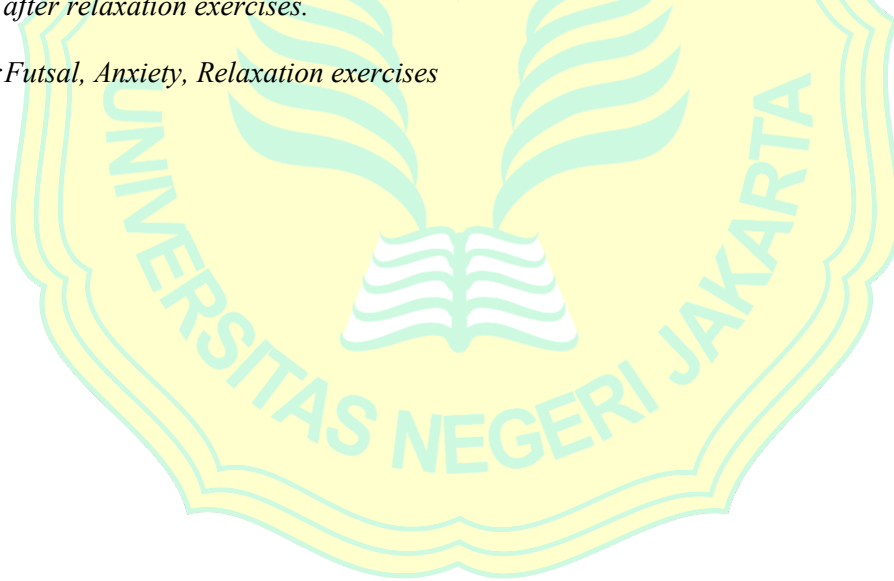 after relaxation exercises.
:Futsal, Anxiety, Relaxation exercises
UNIVERSITAS NEGERI JAKARTA